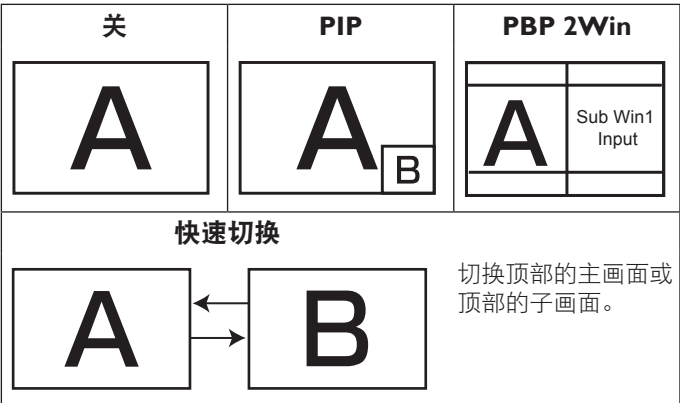 关
PIP
PBP 2Win
A
A
B
A
Sub Win1
Input
快速切换
A
B
切换顶部的主画面或
顶部的子画面。